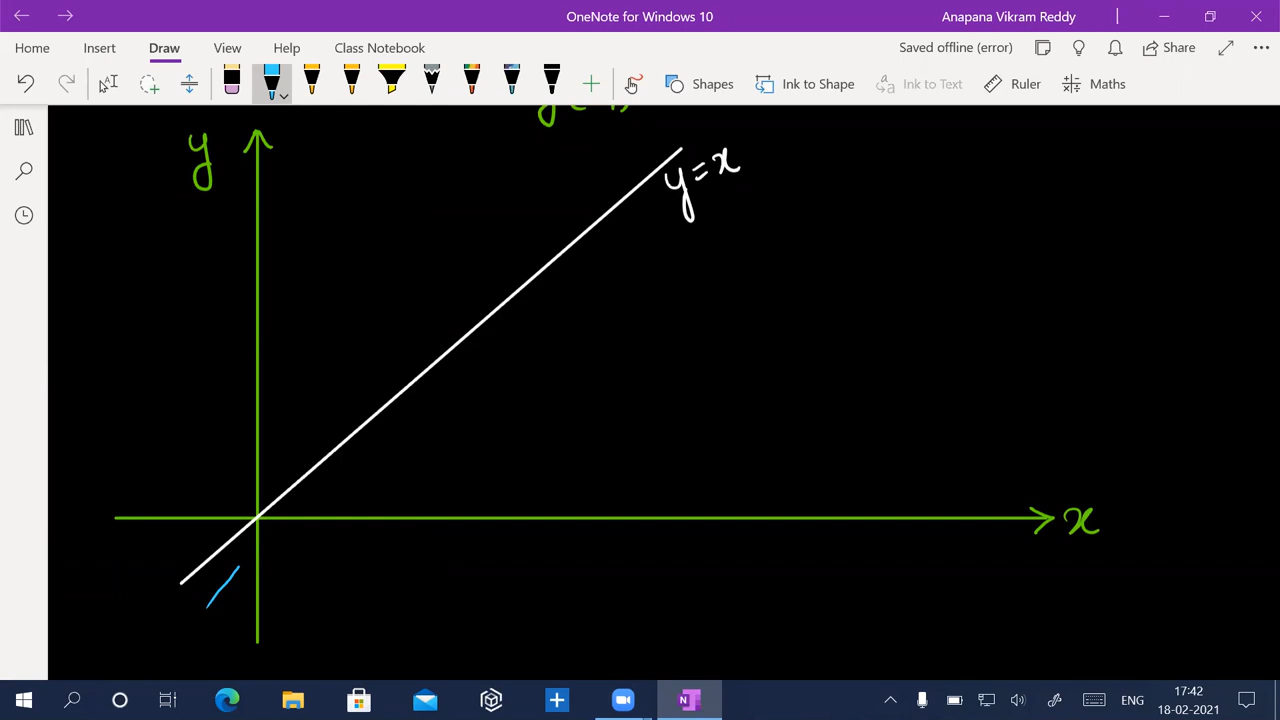 OneNote for Windows 10
Anapana Vikram Reddy
Home Insert Draw View Help Class Notebook
Saved offline (error)
Share
Shapes
Ink to Shape
Ink to Text
Ruler
Maths
y
y=x
x
ENG
17:42
18-02-2021